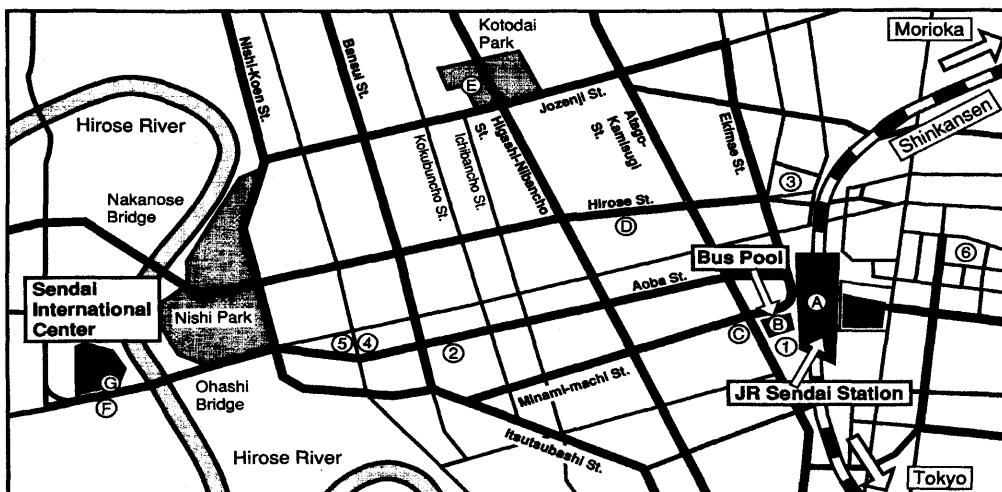 Morioka
Shinkansen
Kotodai
Park
E
Nishi-Koen St.
Bansui St.
Jozenji St.
Hirose River
Kokubuncho St.
Ichibancho St.
Higashi-Nibancho
St.
Atago-
Kamisugi
St.
Ekimae St.
3
Nakanose
Bridge
Hirose St.
D
6
Bus Pool
Sendai
International
Center
Nishi Park
Aoba St.
A
B
C
1
5
4
2
G
F
Ohashi
Bridge
Minami-machi St.
JR Sendai Station
Itsutsubashi St.
Hirose River
Tokyo